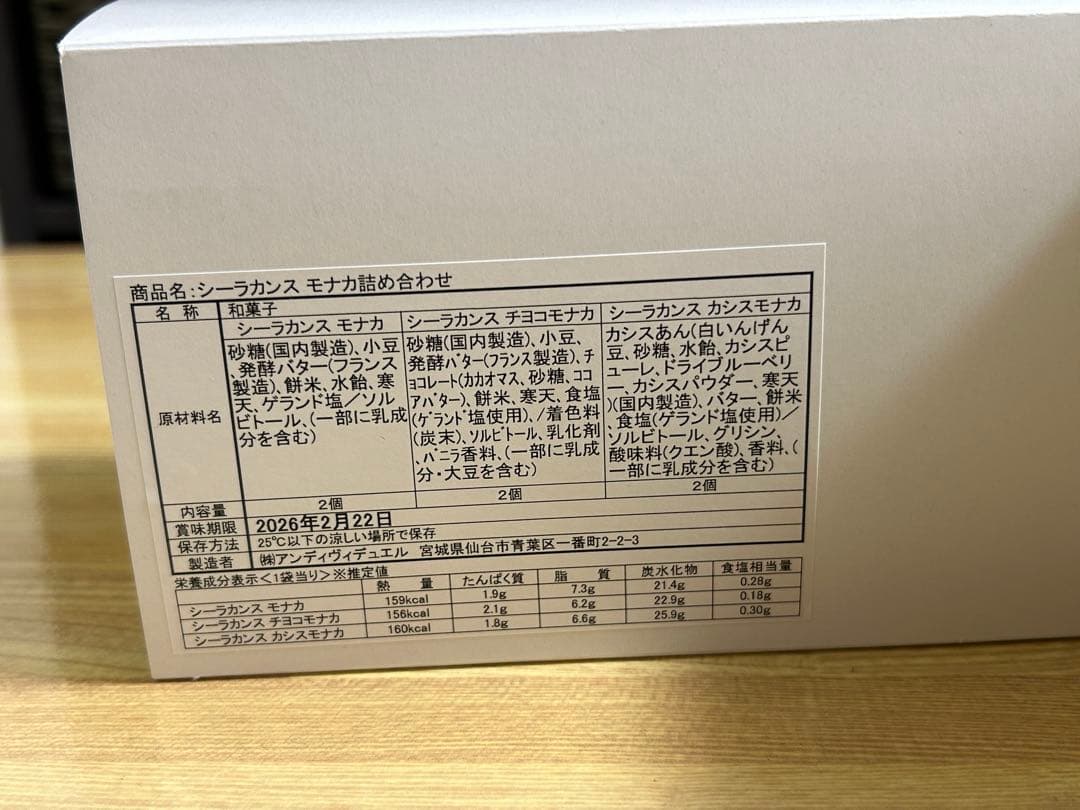 商品名:シーラカンス モナカ詰め合わせ
名 称 和菓子
シーラカンス モナカ シーラカンス チヨコモナカ シーラカンス カシスモナカ
原材料名
砂糖(国内製造)、小豆
、発酵バター(フランス
製造)、餅米、水飴、寒
天、ゲランド塩/ソル
ビトール、(一部に乳成
分を含む)
砂糖(国内製造)、小豆、
発酵バター(フランス製造)、チ
ョコレート(カカオマス、砂糖、ココ
アバター)、餅米、寒天、食塩
(ゲランド塩使用)、/着色料
(炭末)、ソルビトール、乳化剤
、バニラ香料、(一部に乳成
分・大豆を含む)
カシスあん(白いんげん
豆、砂糖、水飴、カシスピ
ューレ、ドライブルーベリ
ー、カシスパウダー、寒天
)(国内製造)、バター、餅米
、食塩(ゲランド塩使用)/
ソルビトール、グリシン、
酸味料(クエン酸)、香料、(
一部に乳成分を含む)
内容量 2個 2個 2個
賞味期限 2026年2月22日
保存方法 25℃以下の涼しい場所で保存
製造者 ㈱アンディヴィデュエル 宮城県仙台市青葉区一番町2-2-3
栄養成分表示<1袋当り>※推定値
熱 量 たんぱく質 脂 質 炭水化物 食塩相当量
シーラカンス モナカ 159kcal 1.9g 7.3g 21.4g 0.28g
シーラカンス チヨコモナカ 156kcal 2.1g 6.2g 22.9g 0.18g
シーラカンス カシスモナカ 160kcal 1.8g 6.6g 25.9g 0.30g